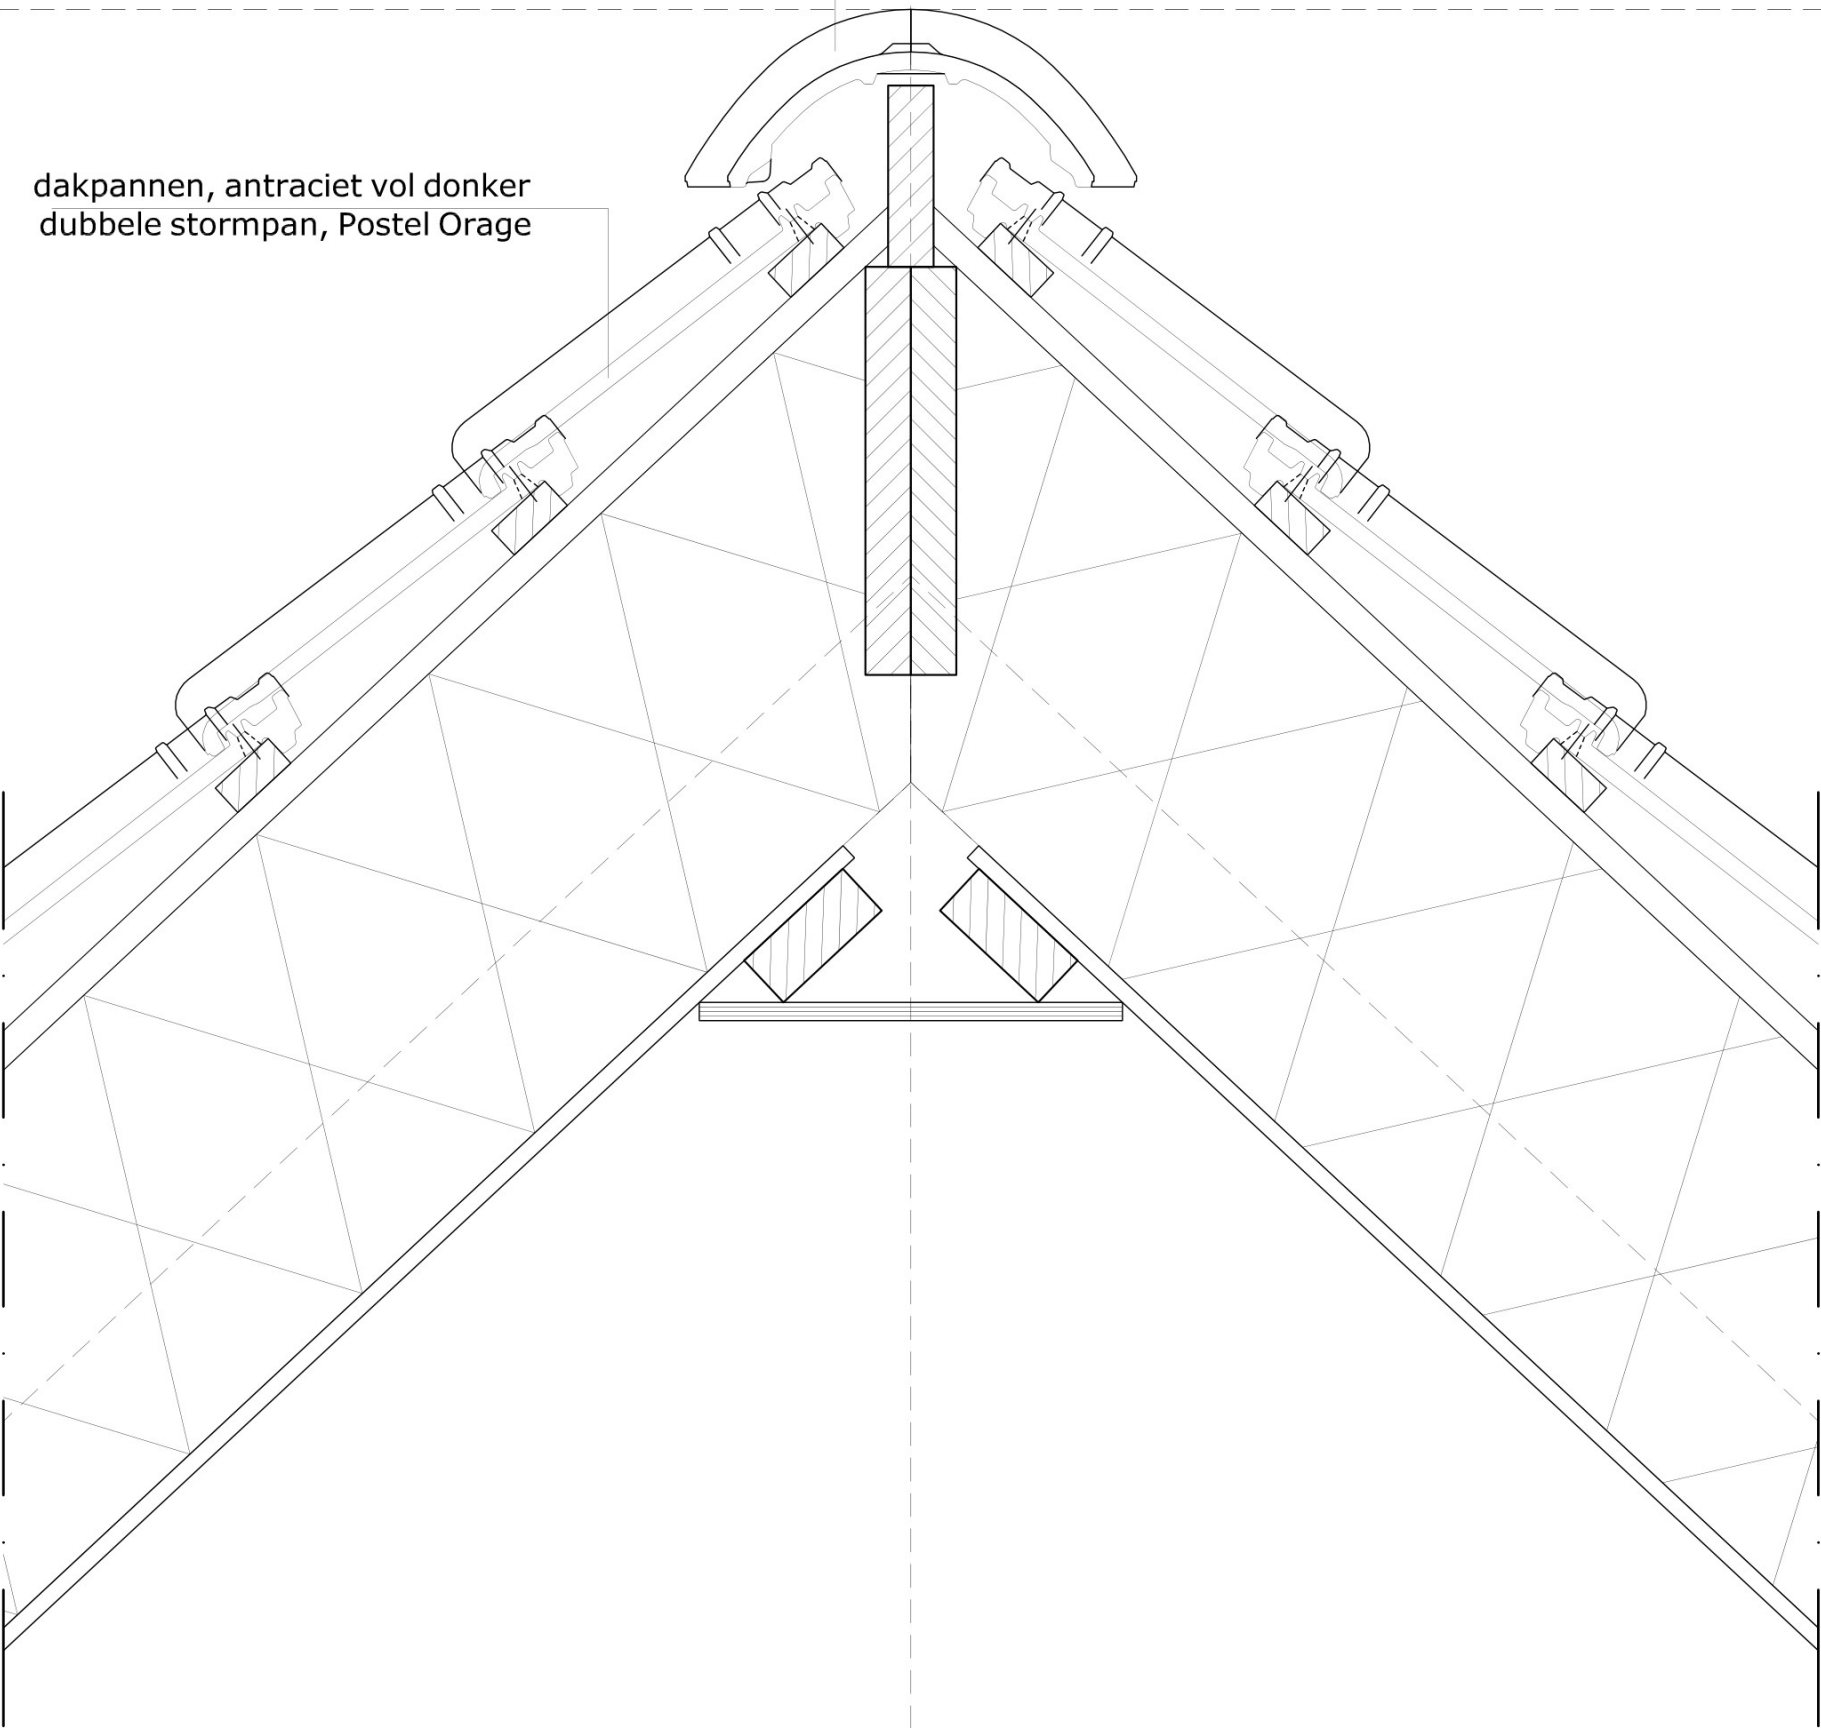 dakpannen, antraciet vol donker
dubbele stormpan, Postel Orage